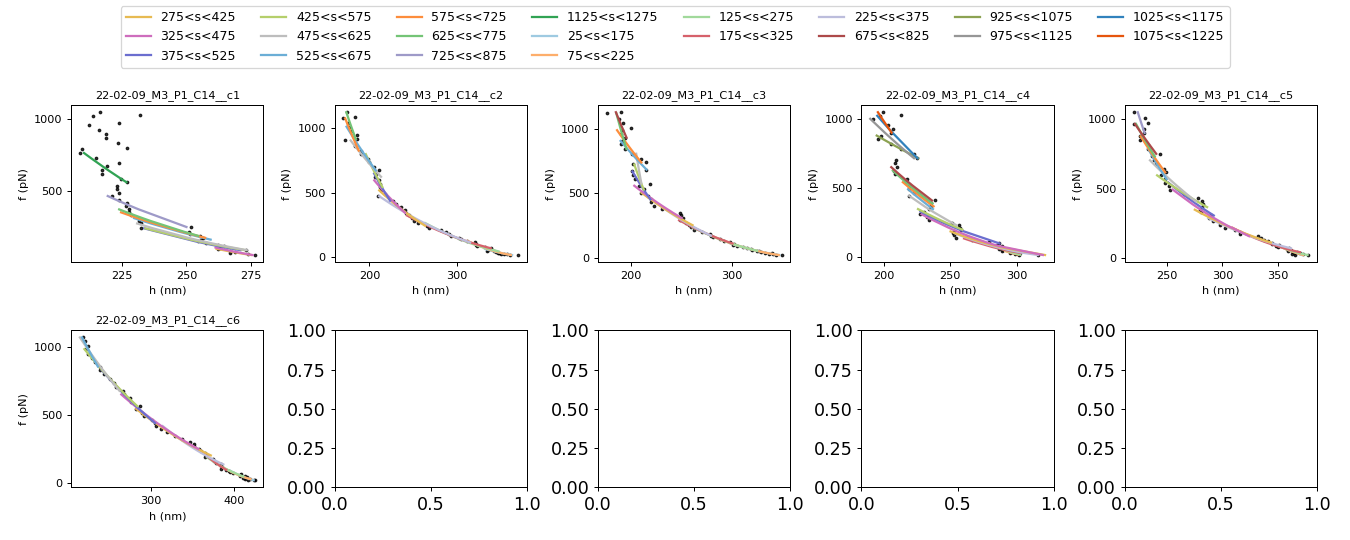 275<s<425 425<s<575 575<s<725 1125<s<1275 125<s<275 225<s<375 925<s<1075 1025<s<1175
325<s<475 475<s<625 625<s<775 25<s<175 175<s<325 675<s<825 975<s<1125 1075<s<1225
375<s<525 525<s<675 725<s<875 75<s<225
22-02-09_M3_P1_C14__c1 22-02-09_M3_P1_C14__c2 22-02-09_M3_P1_C14__c3 22-02-09_M3_P1_C14__c4 22-02-09_M3_P1_C14__c5
1000 1000 1000 1000 1000
f (pN) f (pN) f (pN) f (pN) f (pN)
500 500 500 500 500
0 0 0 0
225 250 275 200 300 200 300 200 250 300 250 300 350
h (nm) h (nm) h (nm) h (nm) h (nm)
22-02-09_M3_P1_C14__c6
1000 1.00 1.00 1.00 1.00
0.75 0.75 0.75 0.75
f (pN)
500 0.50 0.50 0.50 0.50
0.25 0.25 0.25 0.25
0 0.00 0.00 0.00 0.00
300 400 0.0 0.5 1.0 0.0 0.5 1.0 0.0 0.5 1.0 0.0 0.5 1.0
h (nm)